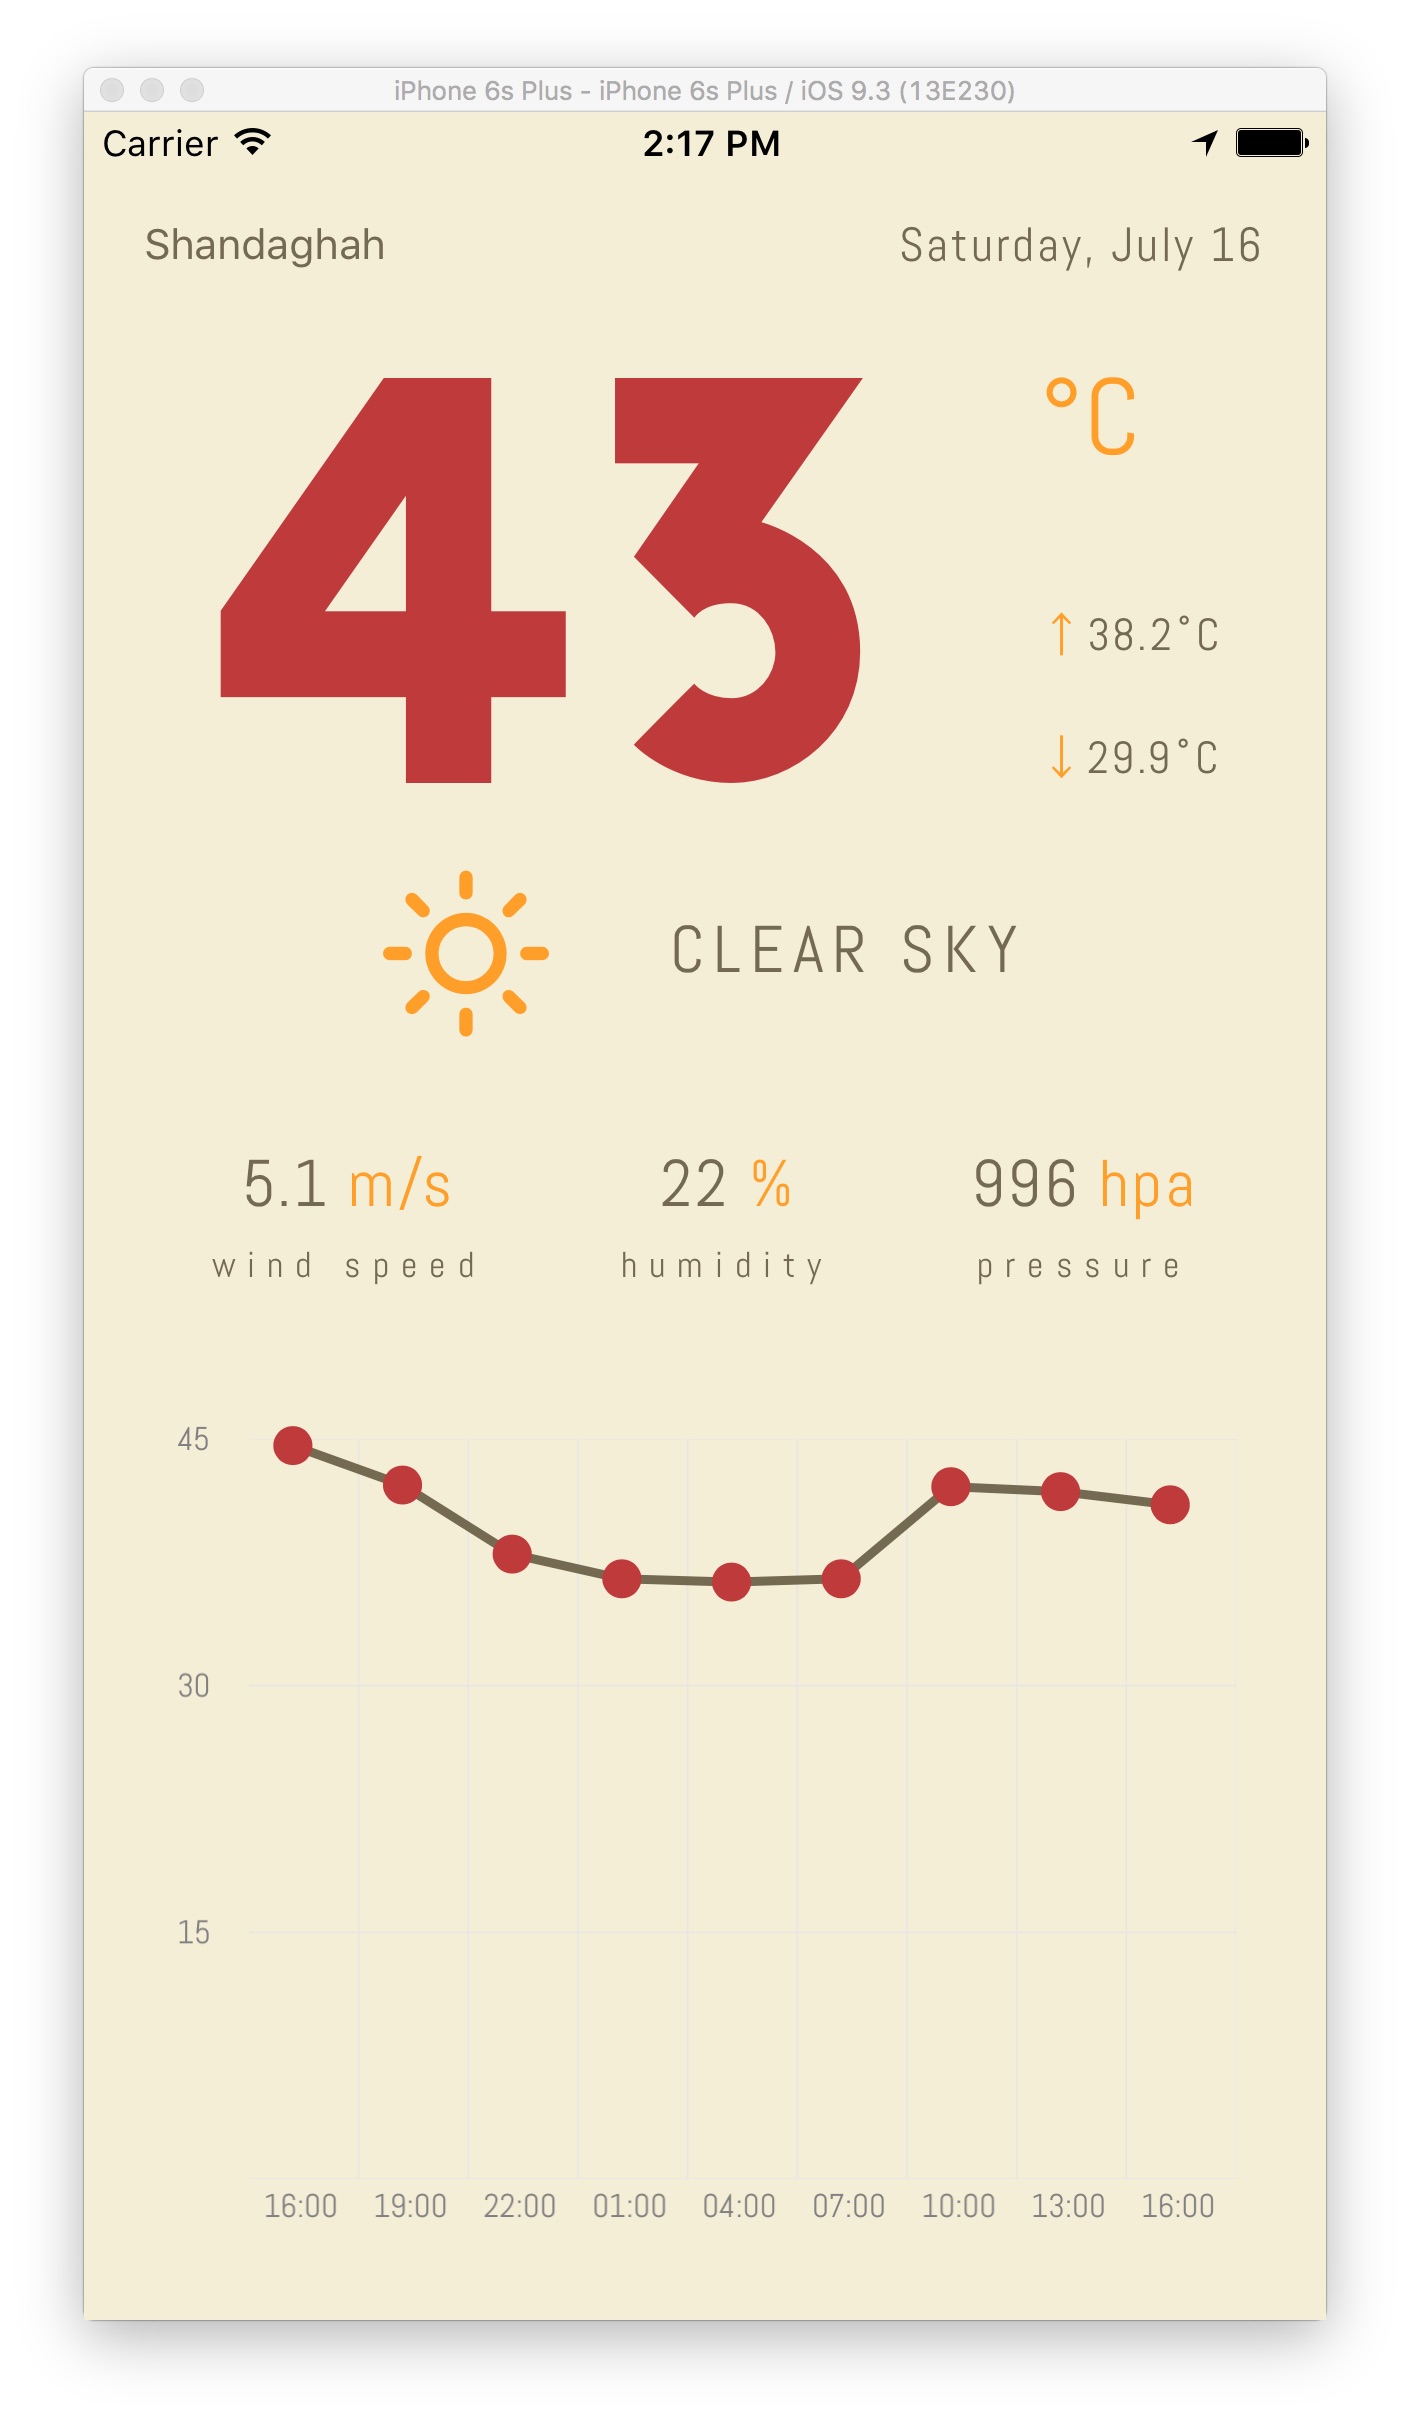 iPhone 6s Plus - iPhone 6s Plus / iOS 9.3 (13E230)
Carrier 2:17 PM
Shandaghah Saturday, July 16
43 °C
↑ 38.2°C
↓ 29.9°C
CLEAR SKY
5.1 m/s 22 % 996 hpa
wind speed humidity pressure
45
30
15
16:00 19:00 22:00 01:00 04:00 07:00 10:00 13:00 16:00